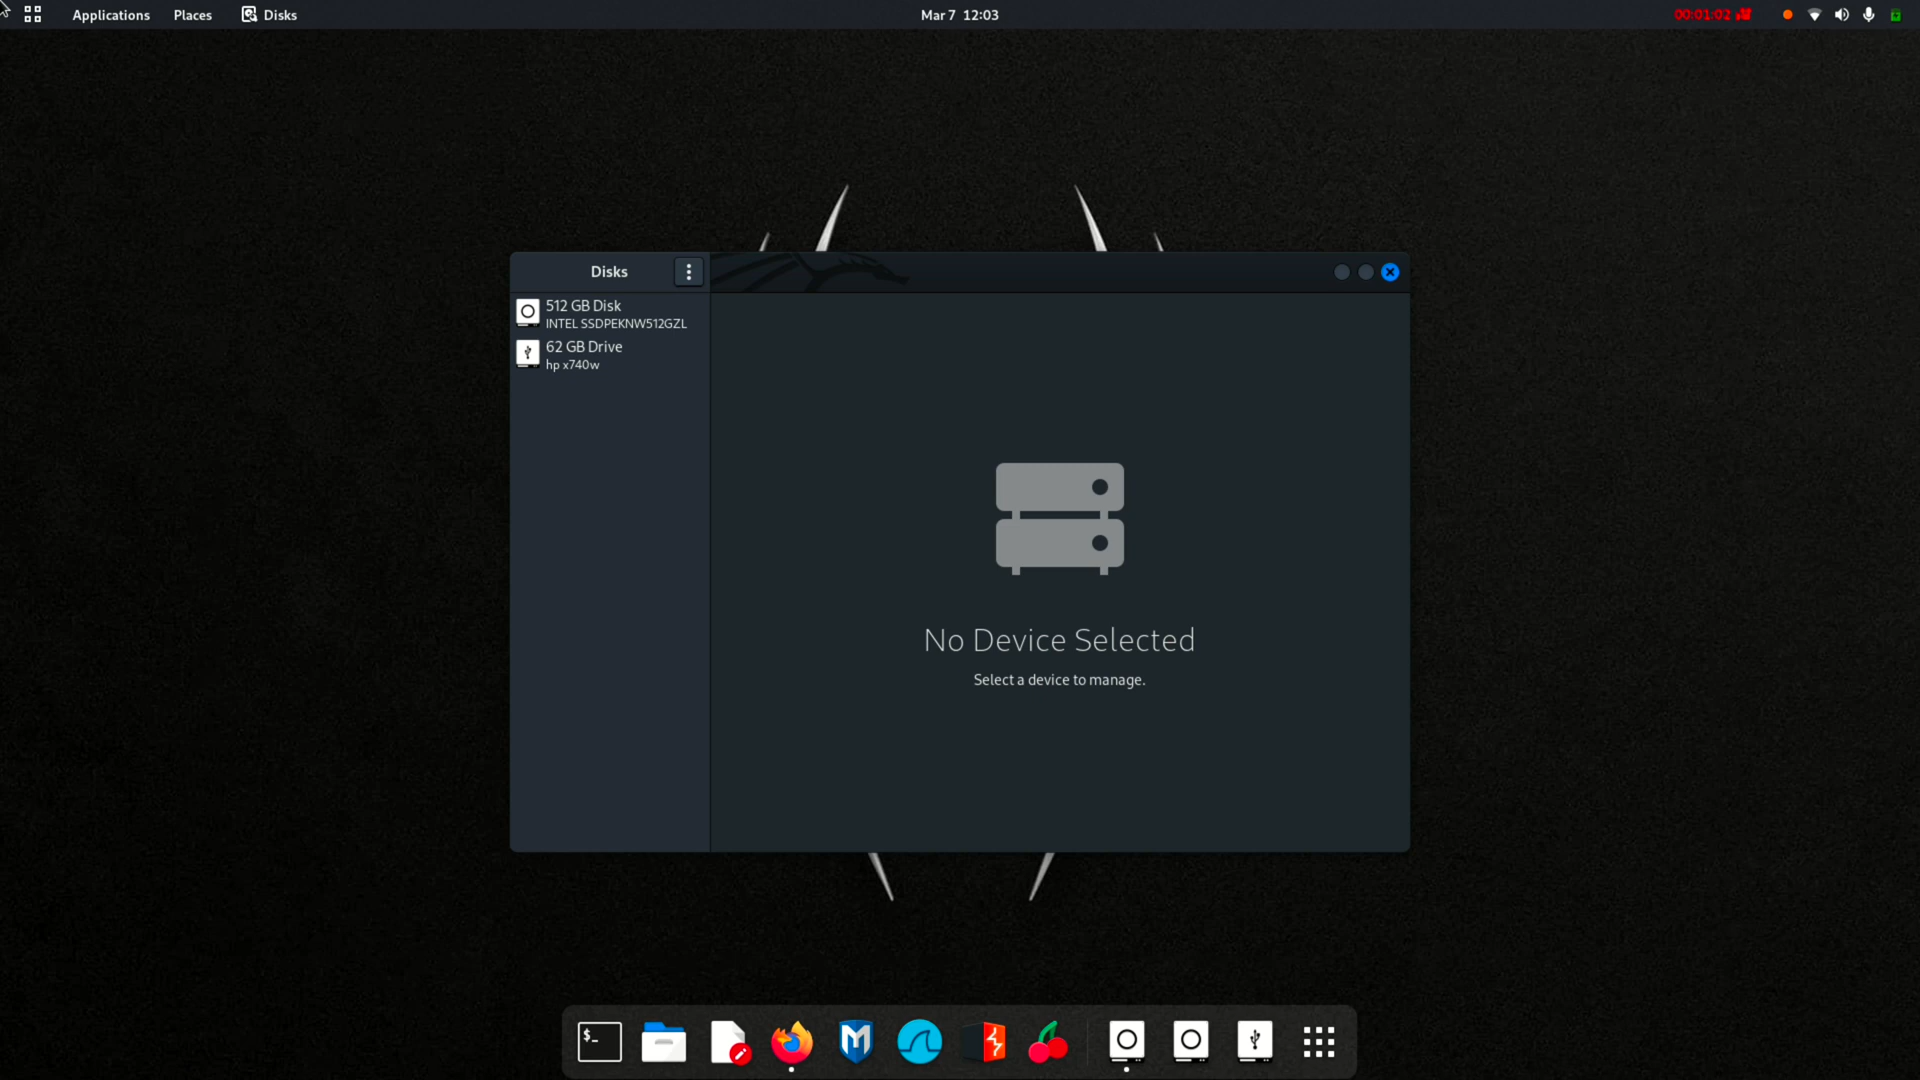 Applications Places Disks Mar 7 12:03 00:01:02
Disks
512 GB Disk
INTEL SSDPEKNW512GZL
62 GB Drive
hp x740w
No Device Selected
Select a device to manage.
$_